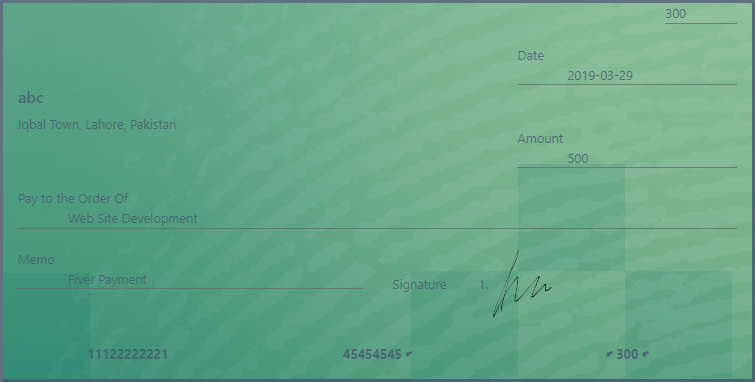 300
Date
2019-03-29
abc
Iqbal Town, Lahore, Pakistan
Amount
500
Pay to the Order Of
Web Site Development
Memo
Fiver Payment
Signature 1.
11122222221 45454545 ⑈ ⑈ 300 ⑈